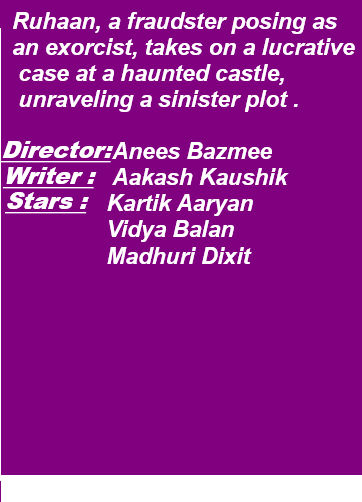 Ruhaan, a fraudster posing as
an exorcist, takes on a lucrative
case at a haunted castle,
unraveling a sinister plot .
Director:Anees Bazmee
Writer : Aakash Kaushik
Stars : Kartik Aaryan
Vidya Balan
Madhuri Dixit